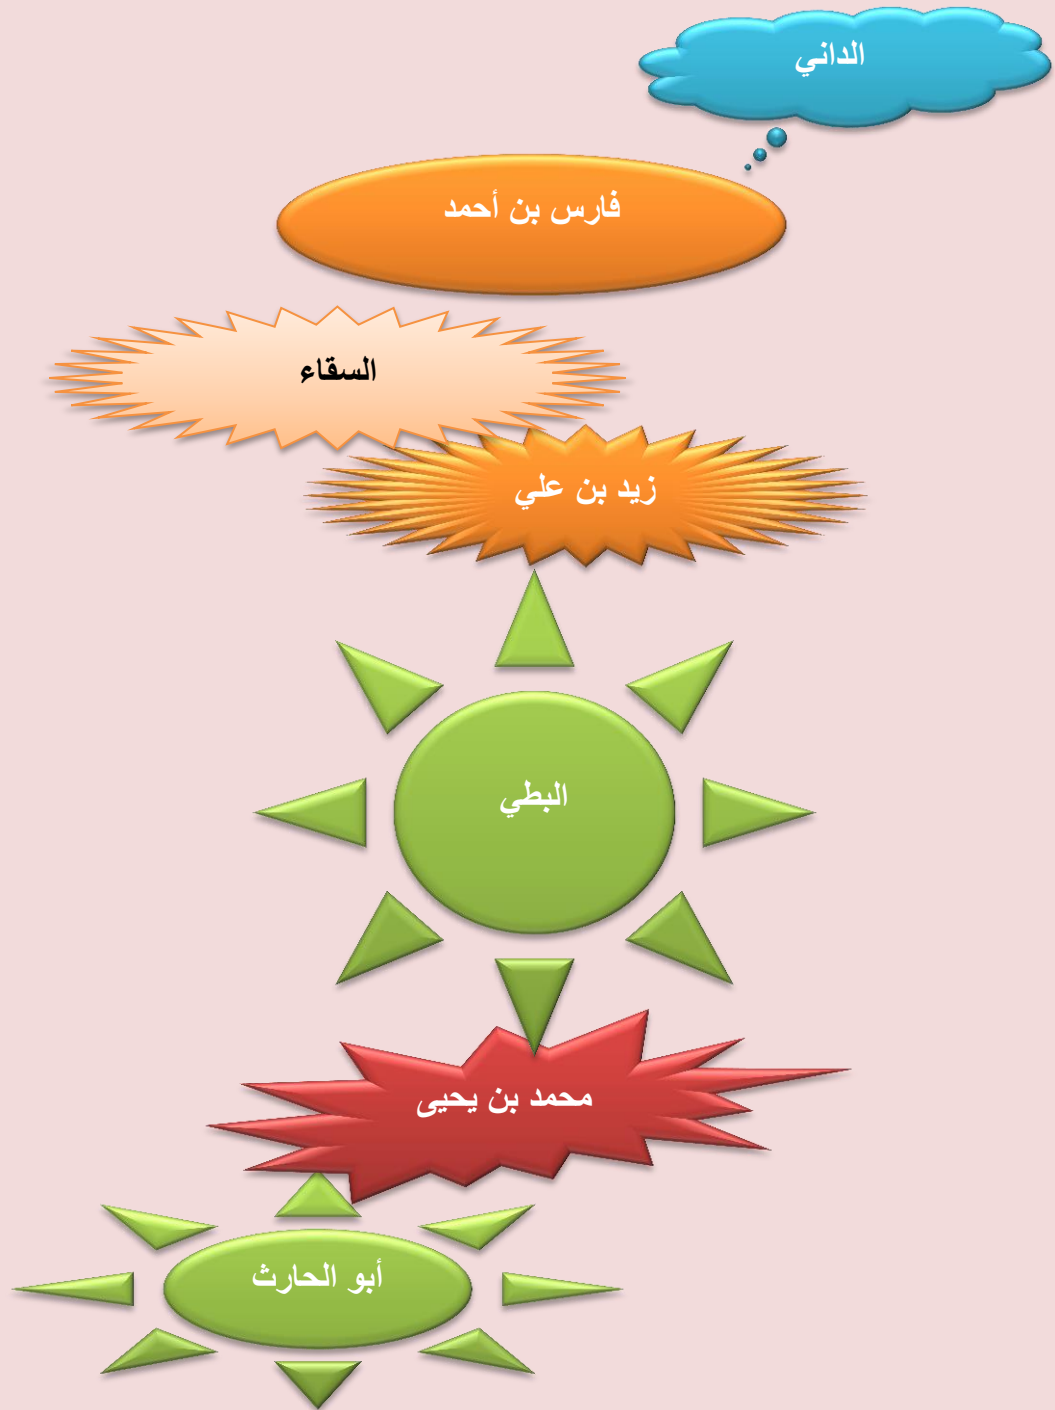 الداني
فارس بن أحمد
السقاء
زيد بن علي
البطي
محمد بن يحيى
أبو الحارث